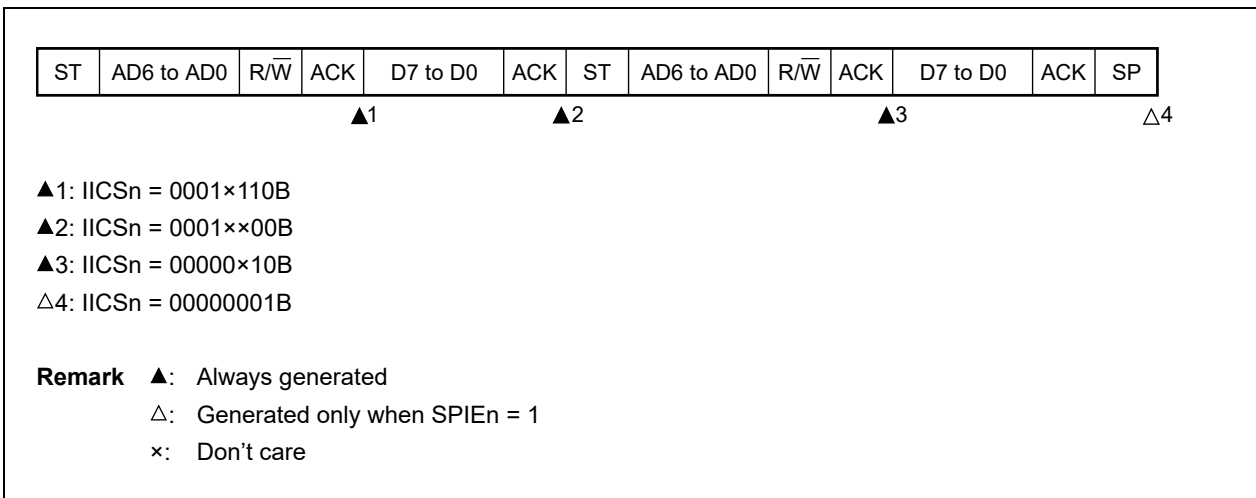 ST AD6 to AD0 R/W̅ ACK D7 to D0 ACK ST AD6 to AD0 R/W̅ ACK D7 to D0 ACK SP
▲1 ▲2 ▲3 △4
▲1: IICSn = 0001×110B
▲2: IICSn = 0001××00B
▲3: IICSn = 00000×10B
△4: IICSn = 00000001B
Remark ▲: Always generated
△: Generated only when SPIEn = 1
×: Don't care